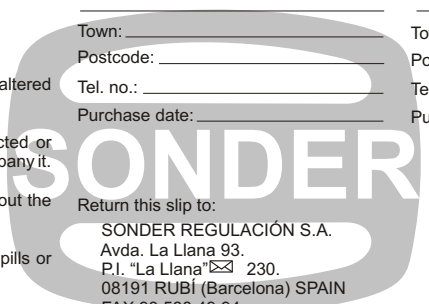 Town:
Postcode:
Tel. no.:
Purchase date:
altered
cted or
pany it.
out the
pills or
SONDER
Return this slip to:
SONDER REGULACIÓN S.A.
Avda. La Llana 93.
P.I. “La Llana”✉ 230.
08191 RUBÍ (Barcelona) SPAIN
To
Po
Te
Pu